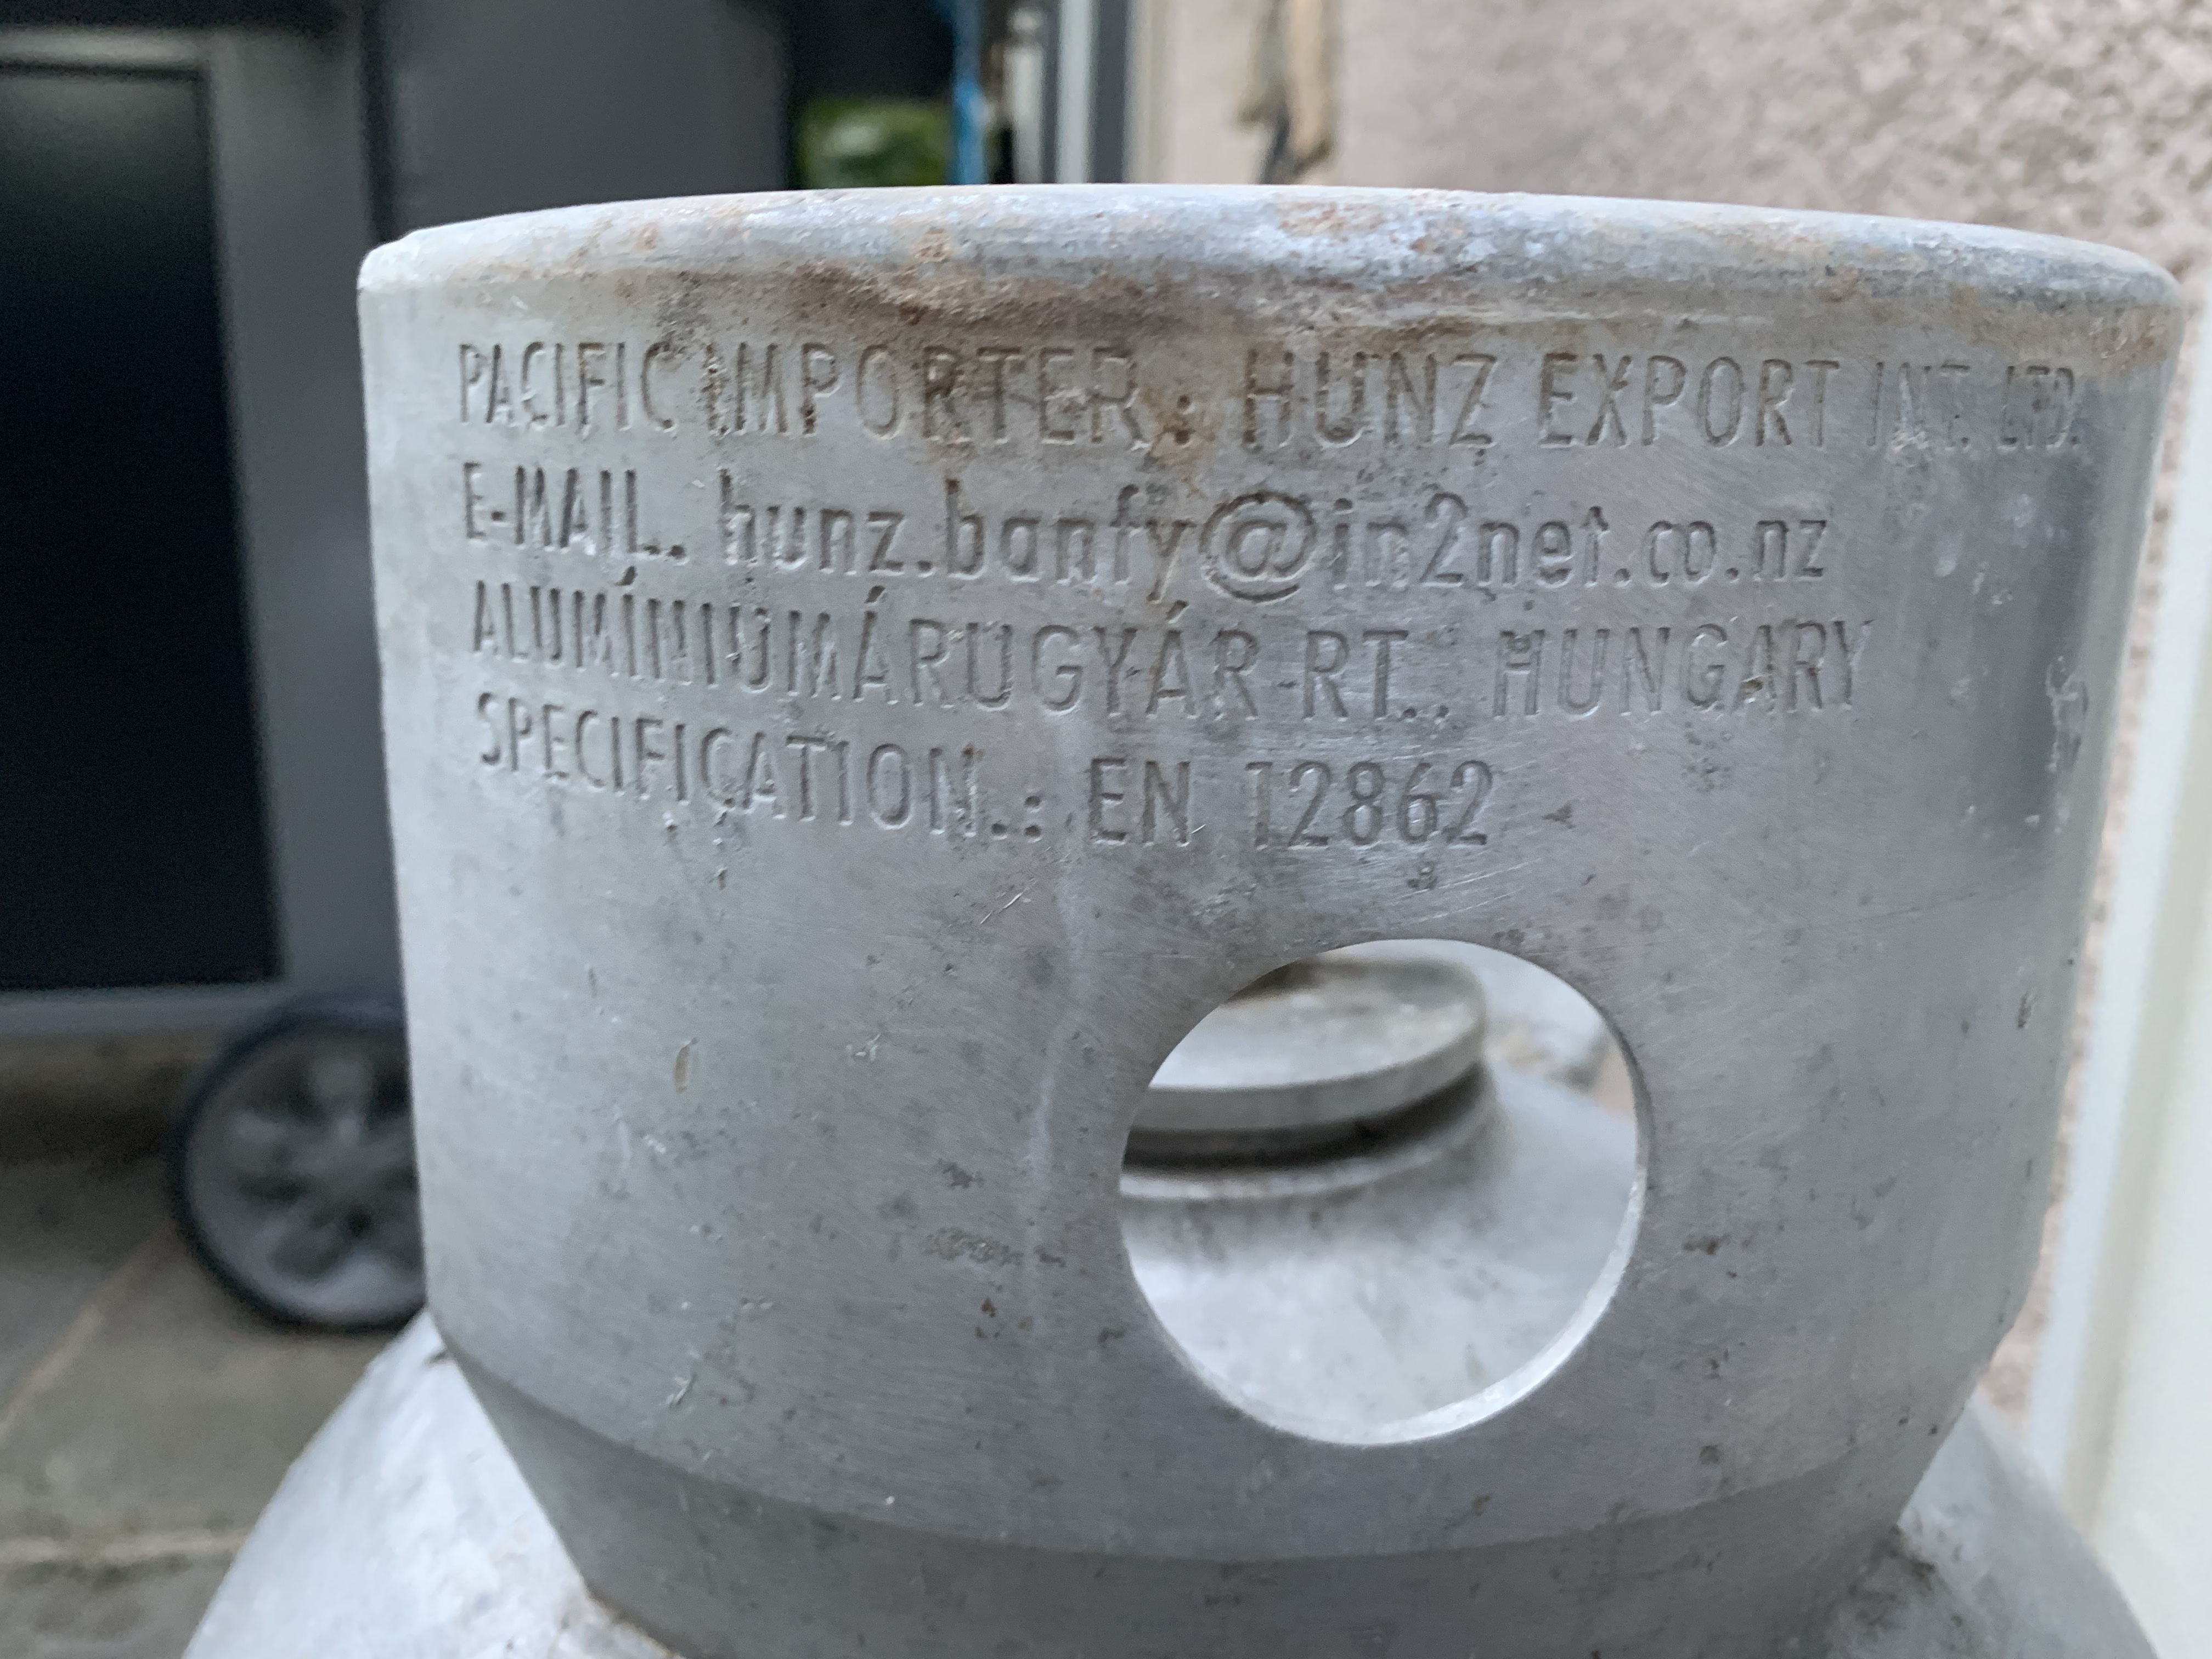 PACIFIC IMPORTER.: HUNZ EXPORT INT. LTD.
E-MAIL.: hunz.banfy@in2net.co.nz
ALUMÍNIUMÁRUGYÁR RT.. HUNGARY
SPECIFICATION.: EN 12862